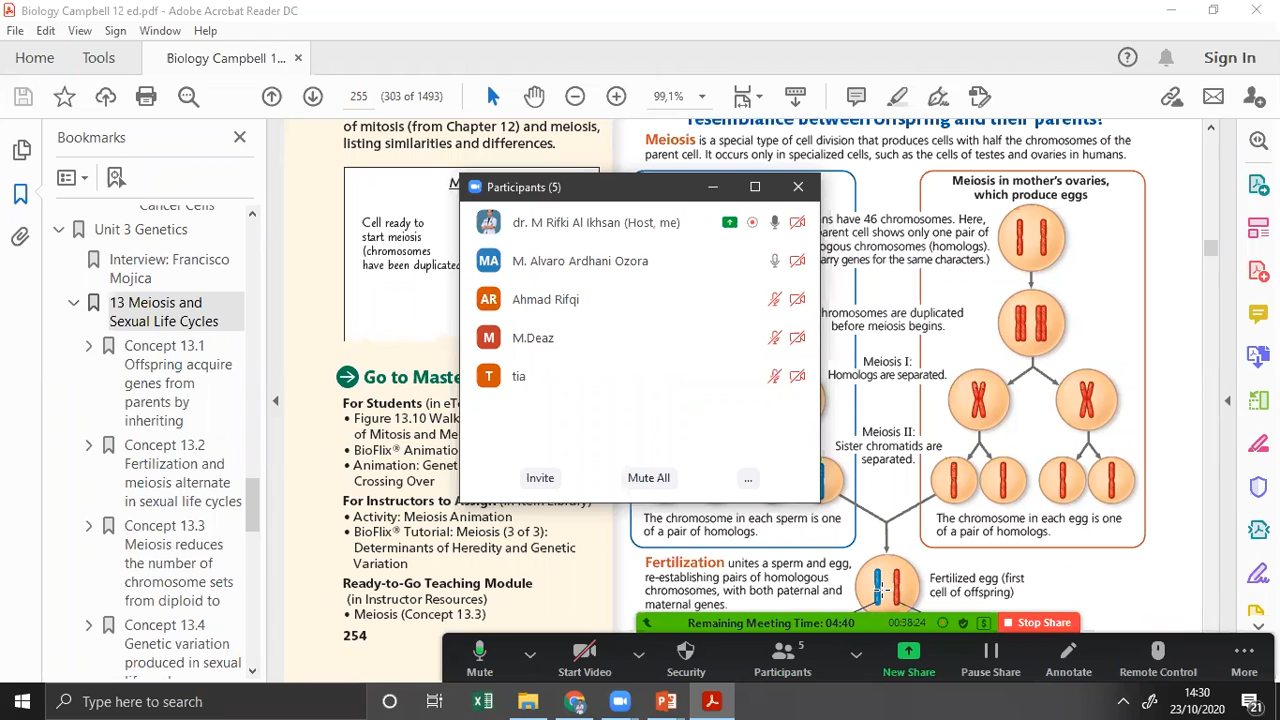 Biology Campbell 12 ed.pdf - Adobe Acrobat Reader DC
File Edit View Sign Window Help
Home Tools Biology Campbell 1... × Sign In
255 (303 of 1493) 99,1%
Bookmarks
Cancer Cells
Unit 3 Genetics
Interview: Francisco
Mojica
13 Meiosis and
Sexual Life Cycles
Concept 13.1
Offspring acquire
genes from
parents by
inheriting
Concept 13.2
Fertilization and
meiosis alternate
in sexual life cycles
Concept 13.3
Meiosis reduces
the number of
chromosome sets
from diploid to
Concept 13.4
Genetic variation
produced in sexual
of mitosis (from Chapter 12) and meiosis,
listing similarities and differences.
Cell ready to
start meiosis
(chromosomes
have been duplicated
Go to Maste
For Students (in eTe
• Figure 13.10 Walk
of Mitosis and Me
• BioFlix® Animatio
• Animation: Genet
Crossing Over
For Instructors to Assign (in Item Library)
• Activity: Meiosis Animation
• BioFlix® Tutorial: Meiosis (3 of 3):
Determinants of Heredity and Genetic
Variation
Ready-to-Go Teaching Module
(in Instructor Resources)
• Meiosis (Concept 13.3)
254
resemblance between offspring and their parents?
Meiosis is a special type of cell division that produces cells with half the chromosomes of the
parent cell. It occurs only in specialized cells, such as the cells of testes and ovaries in humans.
Meiosis in mother's ovaries,
which produce eggs
ns have 46 chromosomes. Here,
parent cell shows only one pair of
ogous chromosomes (homologs).
arry genes for the same characters.)
hromosomes are duplicated
before meiosis begins.
Meiosis I:
Homologs are separated.
Meiosis II:
Sister chromatids are
separated.
The chromosome in each sperm is one
of a pair of homologs.
The chromosome in each egg is one
of a pair of homologs.
Fertilization unites a sperm and egg,
re-establishing pairs of homologous
chromosomes, with both paternal and
maternal genes.
Fertilized egg (first
cell of offspring)
Participants (5)
dr. M Rifki Al Ikhsan (Host, me)
MA M. Alvaro Ardhani Ozora
AR Ahmad Rifqi
M M.Deaz
T tia
Invite Mute All ...
Remaining Meeting Time: 04:40 00:38:24 $ Stop Share
Mute Start Video Security Participants 5 New Share Pause Share Annotate Remote Control More
Type here to search
14:30
23/10/2020
21